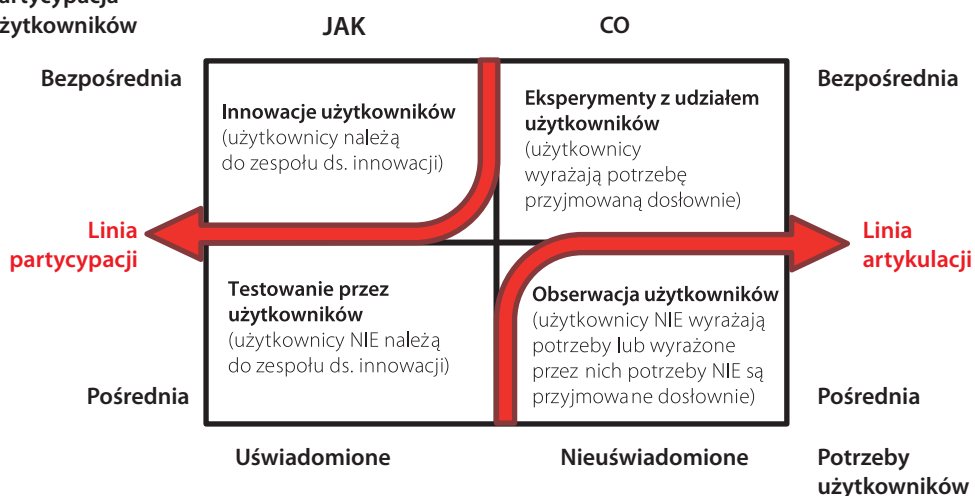 użytkowników
JAK
CO
Bezpośrednia
Bezpośrednia
Innowacje użytkowników
(użytkownicy należą
do zespołu ds. innowacji)
Eksperymenty z udziałem
użytkowników
(użytkownicy
wyrażają potrzebę
przyjmowaną dosłownie)
Linia
partycypacji
Linia
artykulacji
Testowanie przez
użytkowników
(użytkownicy NIE należą
do zespołu ds. innowacji)
Obserwacja użytkowników
(użytkownicy NIE wyrażają
potrzeby lub wyrażone
przez nich potrzeby NIE są
przyjmowane dosłownie)
Pośrednia
Pośrednia
Uświadomione
Nieuświadomione
Potrzeby
użytkowników